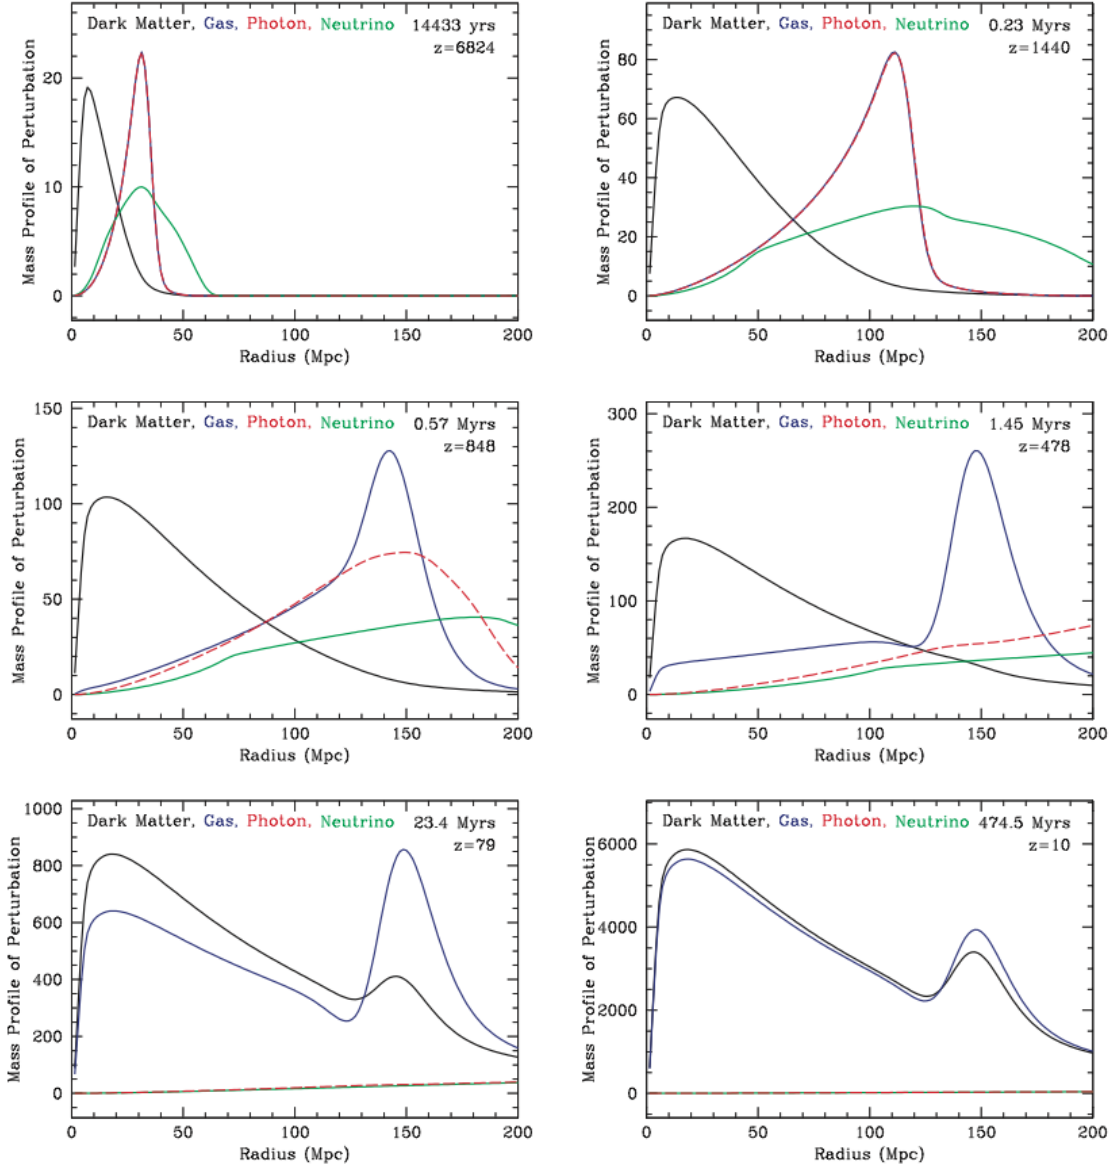 Dark Matter, Gas, Photon, Neutrino 14433 yrs
z=6824
Mass Profile of Perturbation
20
10
0
0 50 100 150 200
Radius (Mpc)
Dark Matter, Gas, Photon, Neutrino 0.23 Myrs
z=1440
Mass Profile of Perturbation
80
60
40
20
0
0 50 100 150 200
Radius (Mpc)
Dark Matter, Gas, Photon, Neutrino 0.57 Myrs
z=848
Mass Profile of Perturbation
150
100
50
0
0 50 100 150 200
Radius (Mpc)
Dark Matter, Gas, Photon, Neutrino 1.45 Myrs
z=478
Mass Profile of Perturbation
300
200
100
0
0 50 100 150 200
Radius (Mpc)
Dark Matter, Gas, Photon, Neutrino 23.4 Myrs
z=79
Mass Profile of Perturbation
1000
800
600
400
200
0
0 50 100 150 200
Radius (Mpc)
Dark Matter, Gas, Photon, Neutrino 474.5 Myrs
z=10
Mass Profile of Perturbation
6000
4000
2000
0
0 50 100 150 200
Radius (Mpc)